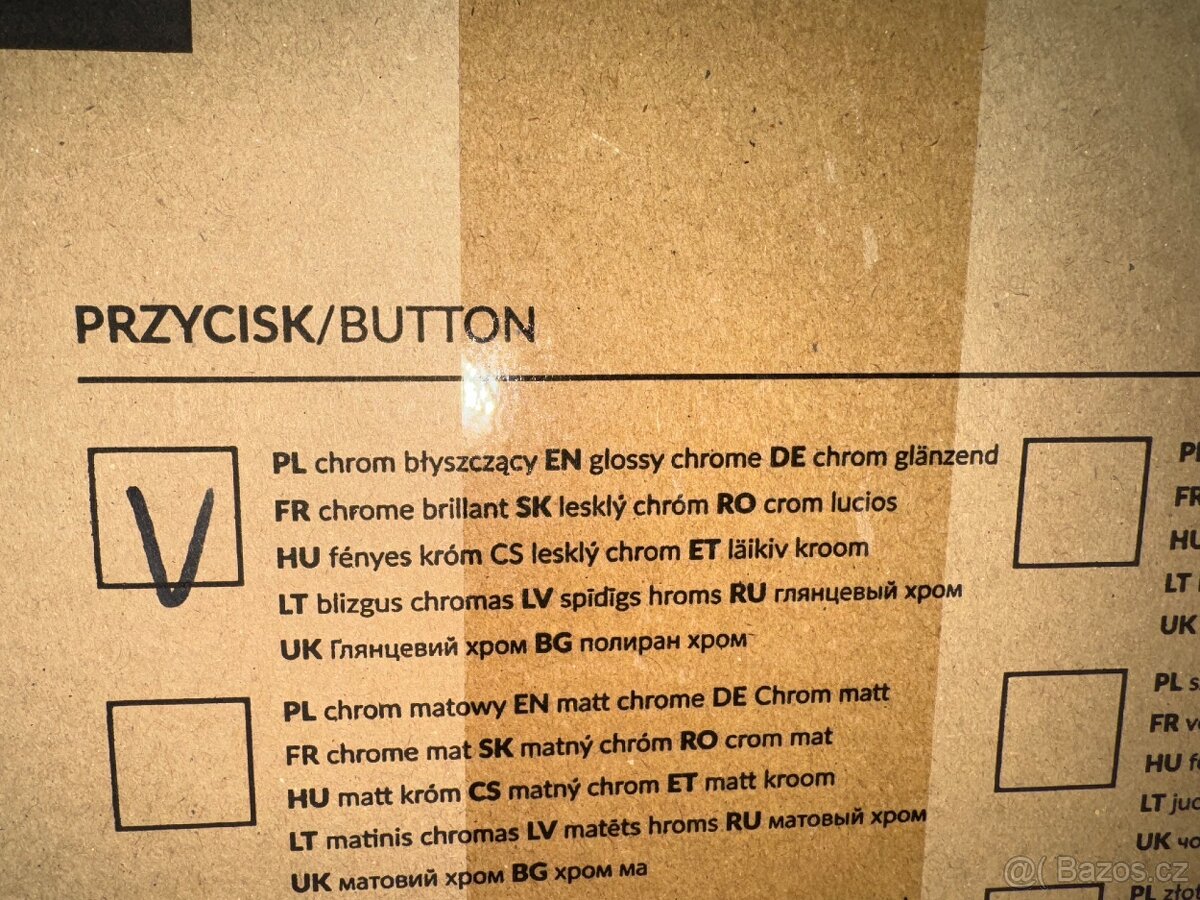 PRZYCISK/BUTTON
V
PL chrom błyszczący EN glossy chrome DE chrom glänzend
FR chrome brillant SK lesklý chróm RO crom lucios
HU fényes króm CS lesklý chrom ET läikiv kroom
LT blizgus chromas LV spīdīgs hroms RU глянцевый хром
UK Глянцевий хром BG полиран хром
PL chrom matowy EN matt chrome DE Chrom matt
FR chrome mat SK matný chróm RO crom mat
HU matt króm CS matný chrom ET matt kroom
LT matinis chromas LV matēts hroms RU матовый хром
UK матовий хром BG хром ма
FR
HU
LT
UK
PL
FR
HU
LT
UK
PL
@( Bazos.cz